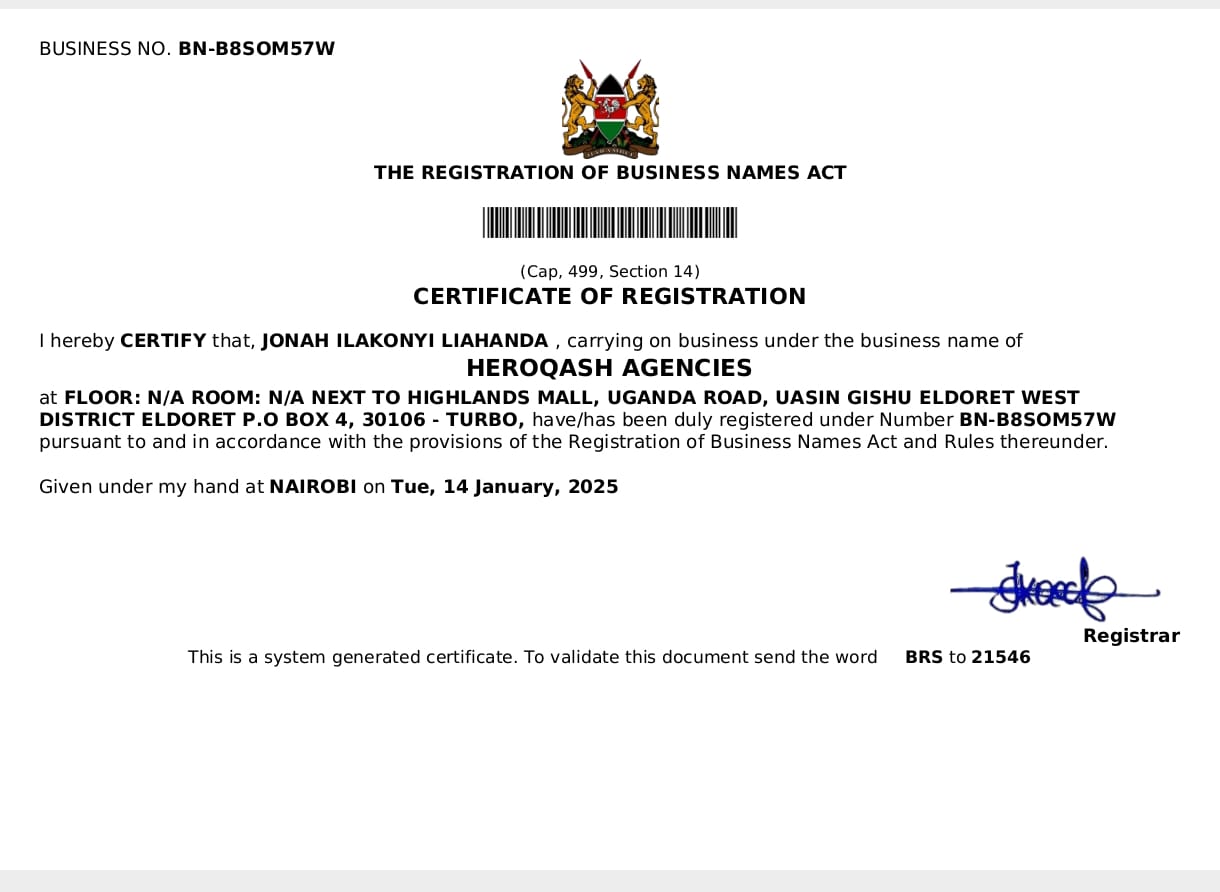 BUSINESS NO. BN-B8SOM57W
THE REGISTRATION OF BUSINESS NAMES ACT
(Cap, 499, Section 14)
CERTIFICATE OF REGISTRATION
I hereby CERTIFY that, JONAH ILAKONYI LIAHANDA , carrying on business under the business name of
HEROQASH AGENCIES
at FLOOR: N/A ROOM: N/A NEXT TO HIGHLANDS MALL, UGANDA ROAD, UASIN GISHU ELDORET WEST
DISTRICT ELDORET P.O BOX 4, 30106 - TURBO, have/has been duly registered under Number BN-B8SOM57W
pursuant to and in accordance with the provisions of the Registration of Business Names Act and Rules thereunder.
Given under my hand at NAIROBI on Tue, 14 January, 2025
Registrar
This is a system generated certificate. To validate this document send the word BRS to 21546